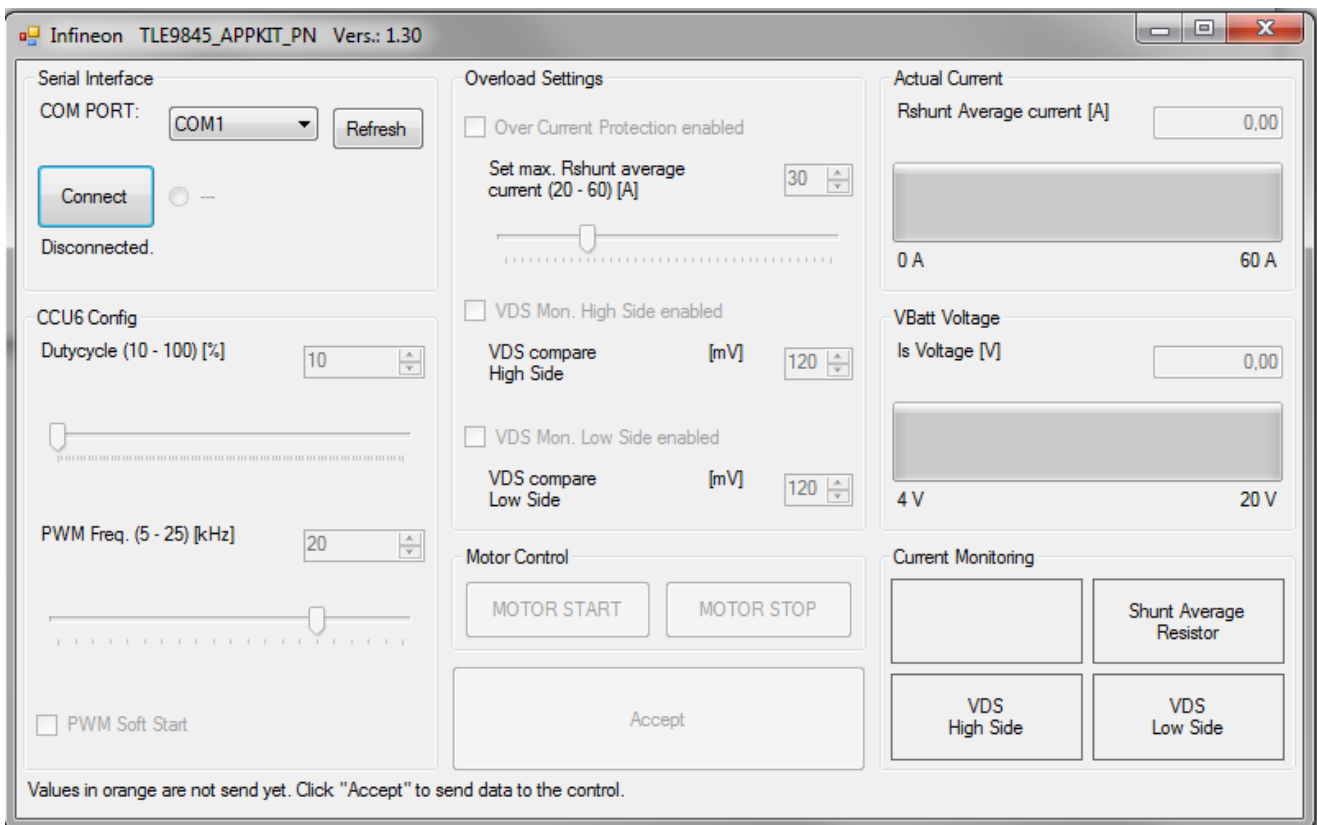 Infineon TLE9845_APPKIT_PN Vers.: 1.30
Serial Interface
COM PORT:
COM1
Refresh
Connect
---
Disconnected.
CCU6 Config
Dutycycle (10 - 100) [%]
10
PWM Freq. (5 - 25) [kHz]
20
PWM Soft Start
Overload Settings
Over Current Protection enabled
Set max. Rshunt average
current (20 - 60) [A]
30
VDS Mon. High Side enabled
VDS compare [mV]
High Side
120
VDS Mon. Low Side enabled
VDS compare [mV]
Low Side
120
Motor Control
MOTOR START
MOTOR STOP
Accept
Actual Current
Rshunt Average current [A]
0,00
0 A
60 A
VBatt Voltage
Is Voltage [V]
0,00
4 V
20 V
Current Monitoring
Shunt Average
Resistor
VDS
High Side
VDS
Low Side
Values in orange are not send yet. Click "Accept" to send data to the control.